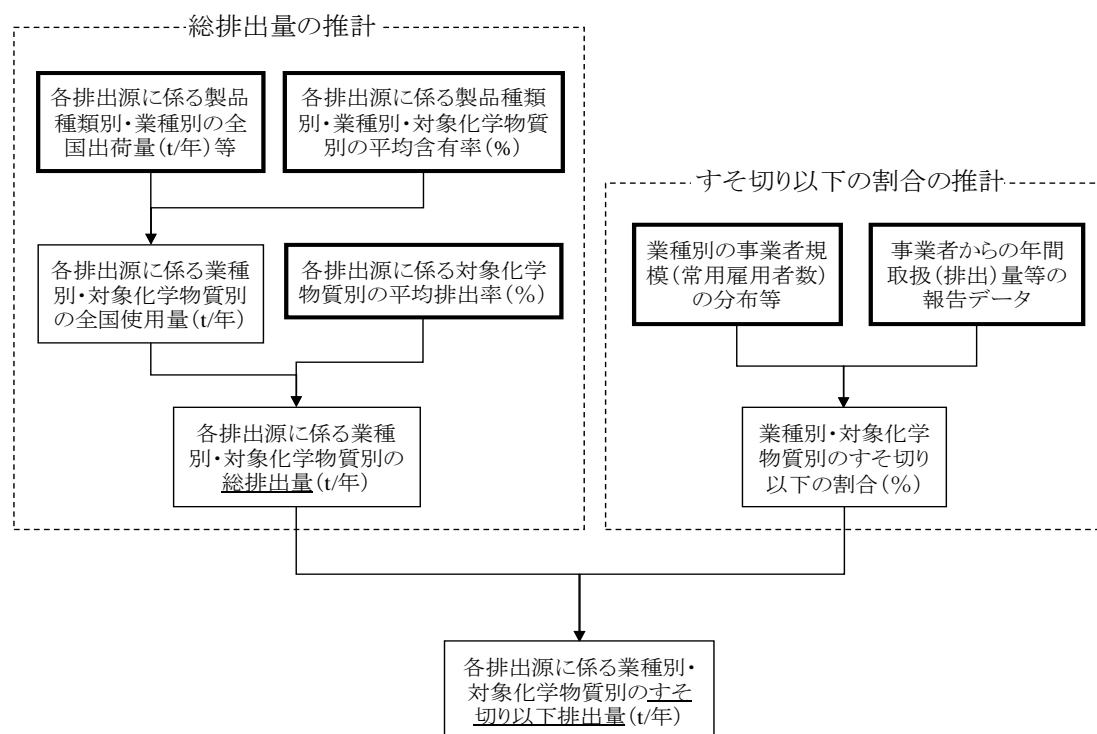 総排出量の推計
各排出源に係る製品
種類別・業種別の全
国出荷量(t/年)等
各排出源に係る製品種類
別・業種別・対象化学物質
別の平均含有率(%)
各排出源に係る業種
別・対象化学物質別
の全国使用量(t/年)
各排出源に係る対象化学
物質別の平均排出率(%)
各排出源に係る業種
別・対象化学物質別の
総排出量(t/年)
すそ切り以下の割合の推計
業種別の事業者規
模(常用雇用者数)
の分布等
事業者からの年間
取扱(排出)量等の
報告データ
業種別・対象化学
物質別のすそ切り
以下の割合(%)
各排出源に係る業種別・
対象化学物質別のすそ
切り以下排出量(t/年)